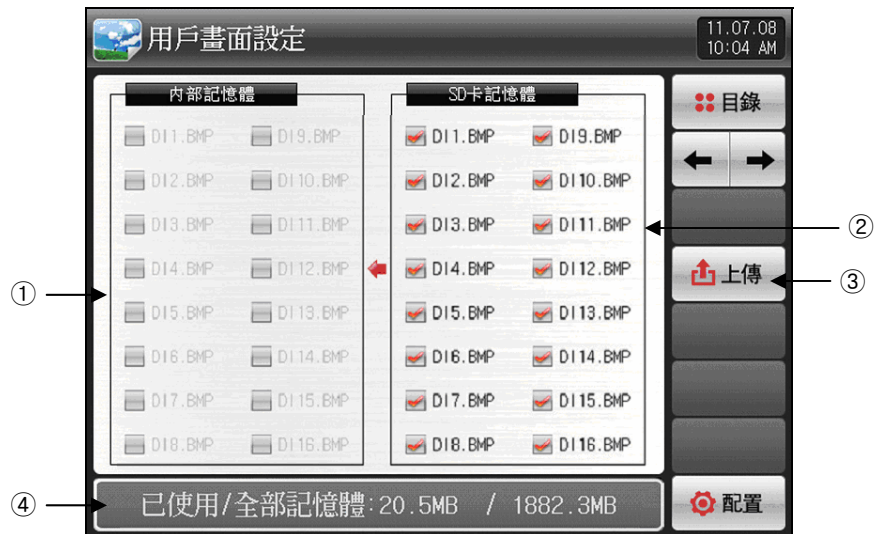 用戶畫面設定
11.07.08
10:04 AM
內部記憶體
SD卡記憶體
目錄
DI1.BMP DI9.BMP DI1.BMP DI9.BMP
DI2.BMP DI10.BMP DI2.BMP DI10.BMP
DI3.BMP DI11.BMP DI3.BMP DI11.BMP
②
DI4.BMP DI12.BMP DI4.BMP DI12.BMP
上傳
③
①
DI5.BMP DI13.BMP DI5.BMP DI13.BMP
DI6.BMP DI14.BMP DI6.BMP DI14.BMP
DI7.BMP DI15.BMP DI7.BMP DI15.BMP
DI8.BMP DI16.BMP DI8.BMP DI16.BMP
④
已使用/全部記憶體:20.5MB / 1882.3MB
配置